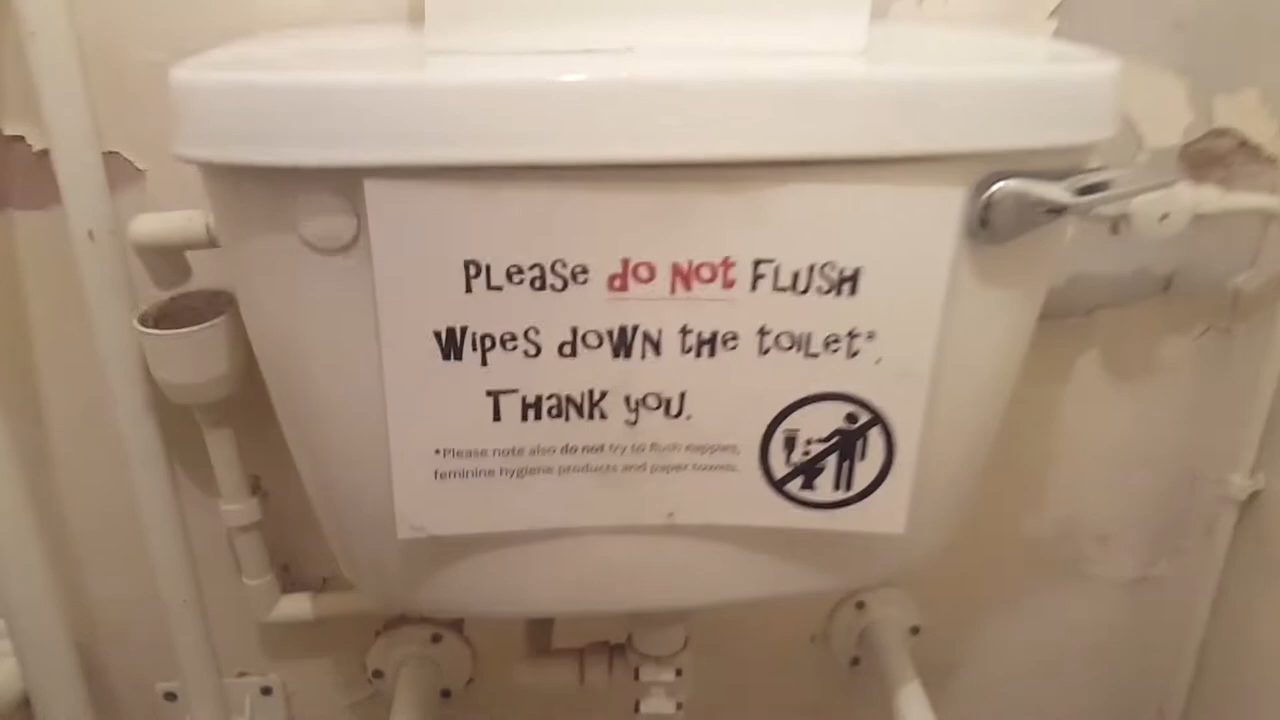 Please do not FLUSH
Wipes down the toilet*.
Thank you.
*Please note also do not try to flush nappies,
feminine hygiene products and paper towels.